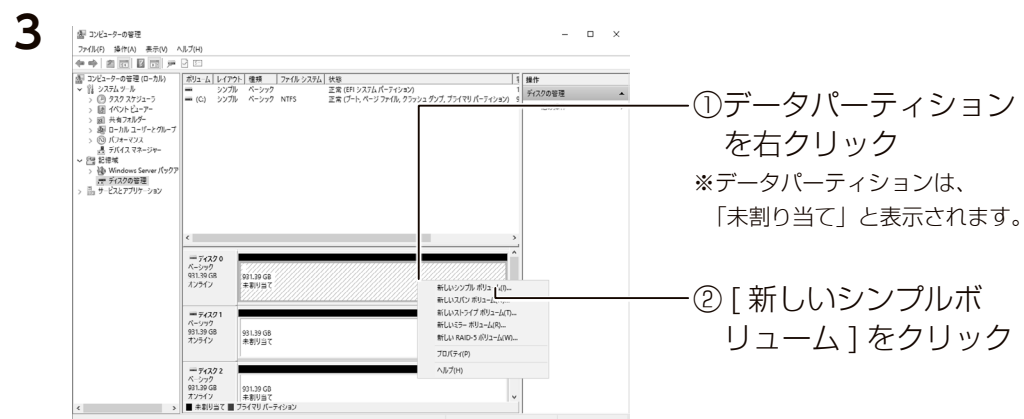 3
コンピューターの管理
ファイル(F) 操作(A) 表示(V) ヘルプ(H)
コンピューターの管理 (ローカル)
システム ツール
タスク スケジューラ
イベント ビューアー
共有フォルダー
ローカル ユーザーとグループ
パフォーマンス
デバイス マネージャー
記憶域
Windows Server バックア
ディスクの管理
サービスとアプリケーション
ボリューム レイアウト 種類 ファイル システム 状態
シンプル ベーシック 正常 (EFI システム パーティション)
(C:) シンプル ベーシック NTFS 正常 (ブート, ページ ファイル, クラッシュ ダンプ, プライマリ パーティション)
操作
ディスクの管理
ディスク 0
ベーシック
931.39 GB
オンライン
931.39 GB
未割り当て
新しいシンプル ボリューム(I)...
新しいスパン ボリューム
新しいストライプ ボリューム(T)...
新しいミラー ボリューム(R)...
新しい RAID-5 ボリューム(W)...
プロパティ(P)
ヘルプ(H)
ディスク 1
ベーシック
931.39 GB
オンライン
931.39 GB
未割り当て
ディスク 2
ベーシック
931.39 GB
オンライン
931.39 GB
未割り当て
未割り当て プライマリ パーティション
①データパーティション
を右クリック
※データパーティションは、
「未割り当て」と表示されます。
② [ 新しいシンプルボ
リューム ] をクリック